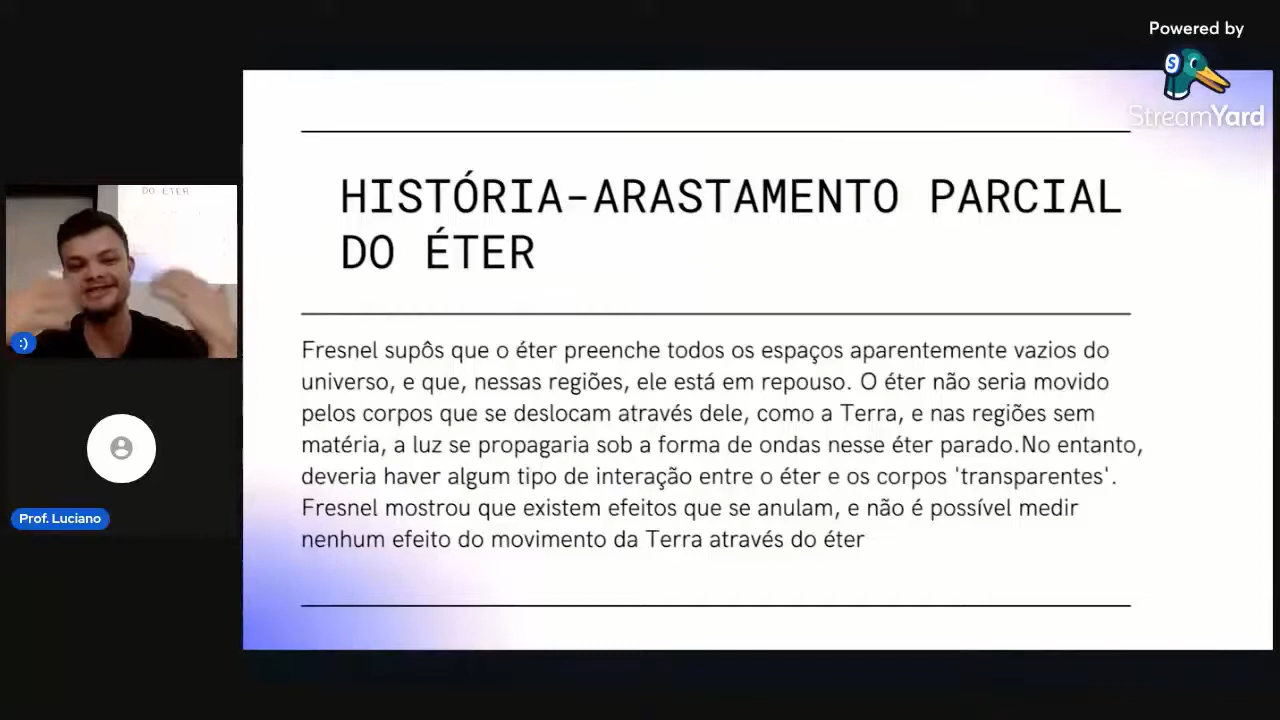 Powered by
StreamYard
HISTÓRIA-ARASTAMENTO PARCIAL
DO ÉTER
Fresnel supôs que o éter preenche todos os espaços aparentemente vazios do
universo, e que, nessas regiões, ele está em repouso. O éter não seria movido
pelos corpos que se deslocam através dele, como a Terra, e nas regiões sem
matéria, a luz se propagaria sob a forma de ondas nesse éter parado.No entanto,
deveria haver algum tipo de interação entre o éter e os corpos 'transparentes'.
Fresnel mostrou que existem efeitos que se anulam, e não é possível medir
nenhum efeito do movimento da Terra através do éter
DO ÉTER
:)
Prof. Luciano